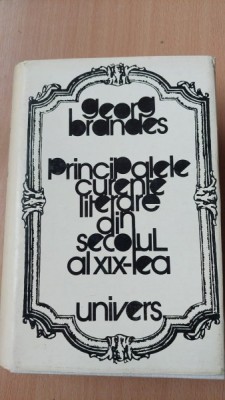 georg
brandes
principalele
curente
literare
din
secolul
al xix-lea
univers